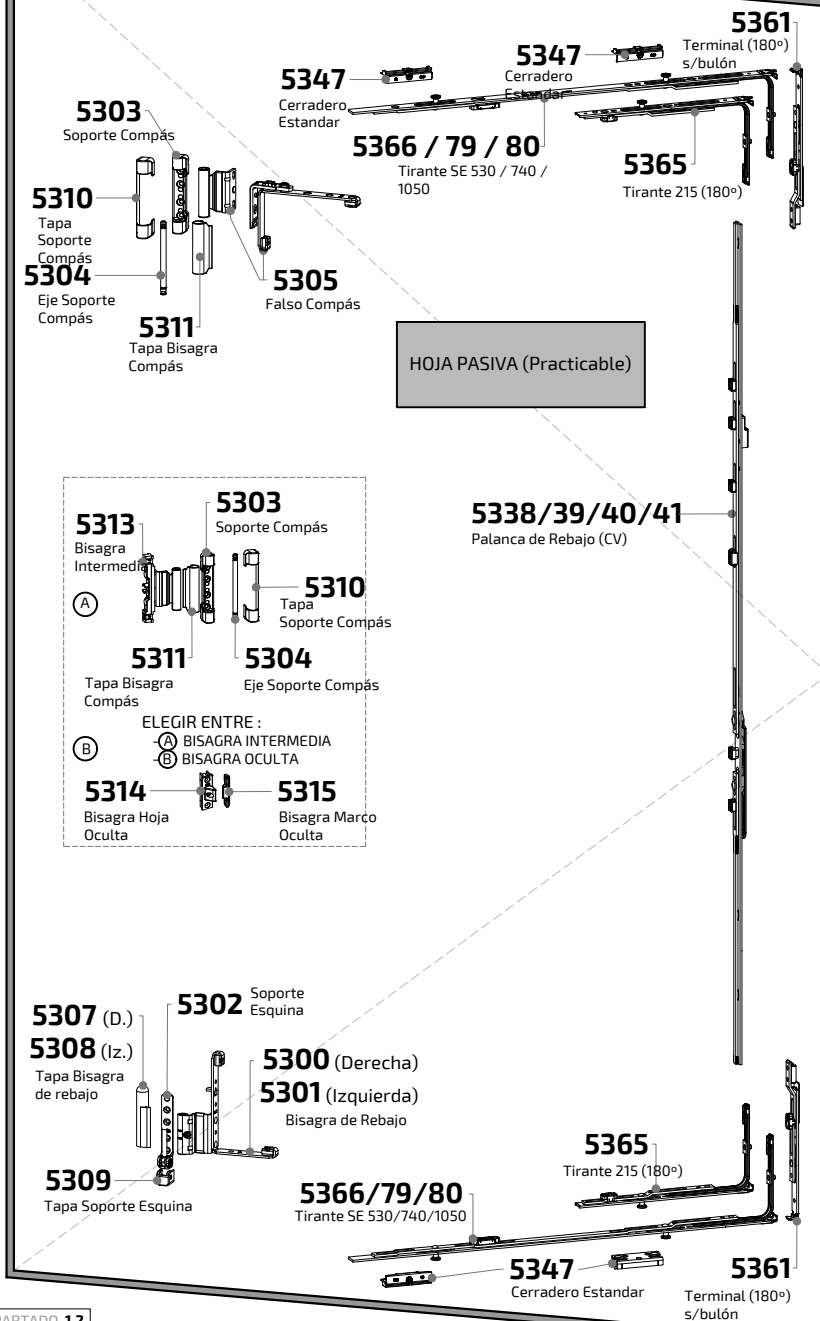 5361
Terminal (180º)
s/bulón
5347
Cerradero
Estandar
5347
Cerradero
Estandar
5303
Soporte Compás
5366 / 79 / 80
Tirante SE 530 / 740 /
1050
5365
Tirante 215 (180º)
5310
Tapa
Soporte
Compás
5304
Eje Soporte
Compás
5305
Falso Compás
5311
Tapa Bisagra
Compás
HOJA PASIVA (Practicable)
5303
Soporte Compás
5313
Bisagra
Intermedia
5338/39/40/41
Palanca de Rebajo (CV)
A
5310
Tapa
Soporte Compás
5311
Tapa Bisagra
Compás
5304
Eje Soporte Compás
ELEGIR ENTRE :
-A BISAGRA INTERMEDIA
-B BISAGRA OCULTA
B
5314
Bisagra Hoja
Oculta
5315
Bisagra Marco
Oculta
5307 (D.)
5308 (Iz.)
Tapa Bisagra
de rebajo
5302 Soporte
Esquina
5300 (Derecha)
5301 (Izquierda)
Bisagra de Rebajo
5309
Tapa Soporte Esquina
5365
Tirante 215 (180º)
5366/79/80
Tirante SE 530/740/1050
5347
Cerradero Estandar
5361
Terminal (180º)
s/bulón